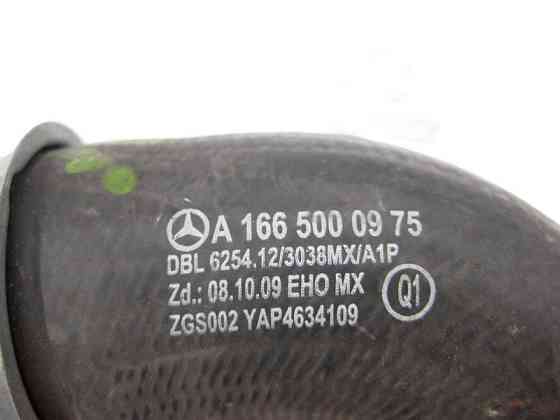 A 166 500 09 75
DBL 6254.12/3038MX/A1P
Zd.: 08.10.09 EHO MX
Q1
ZGS002 YAP4634109